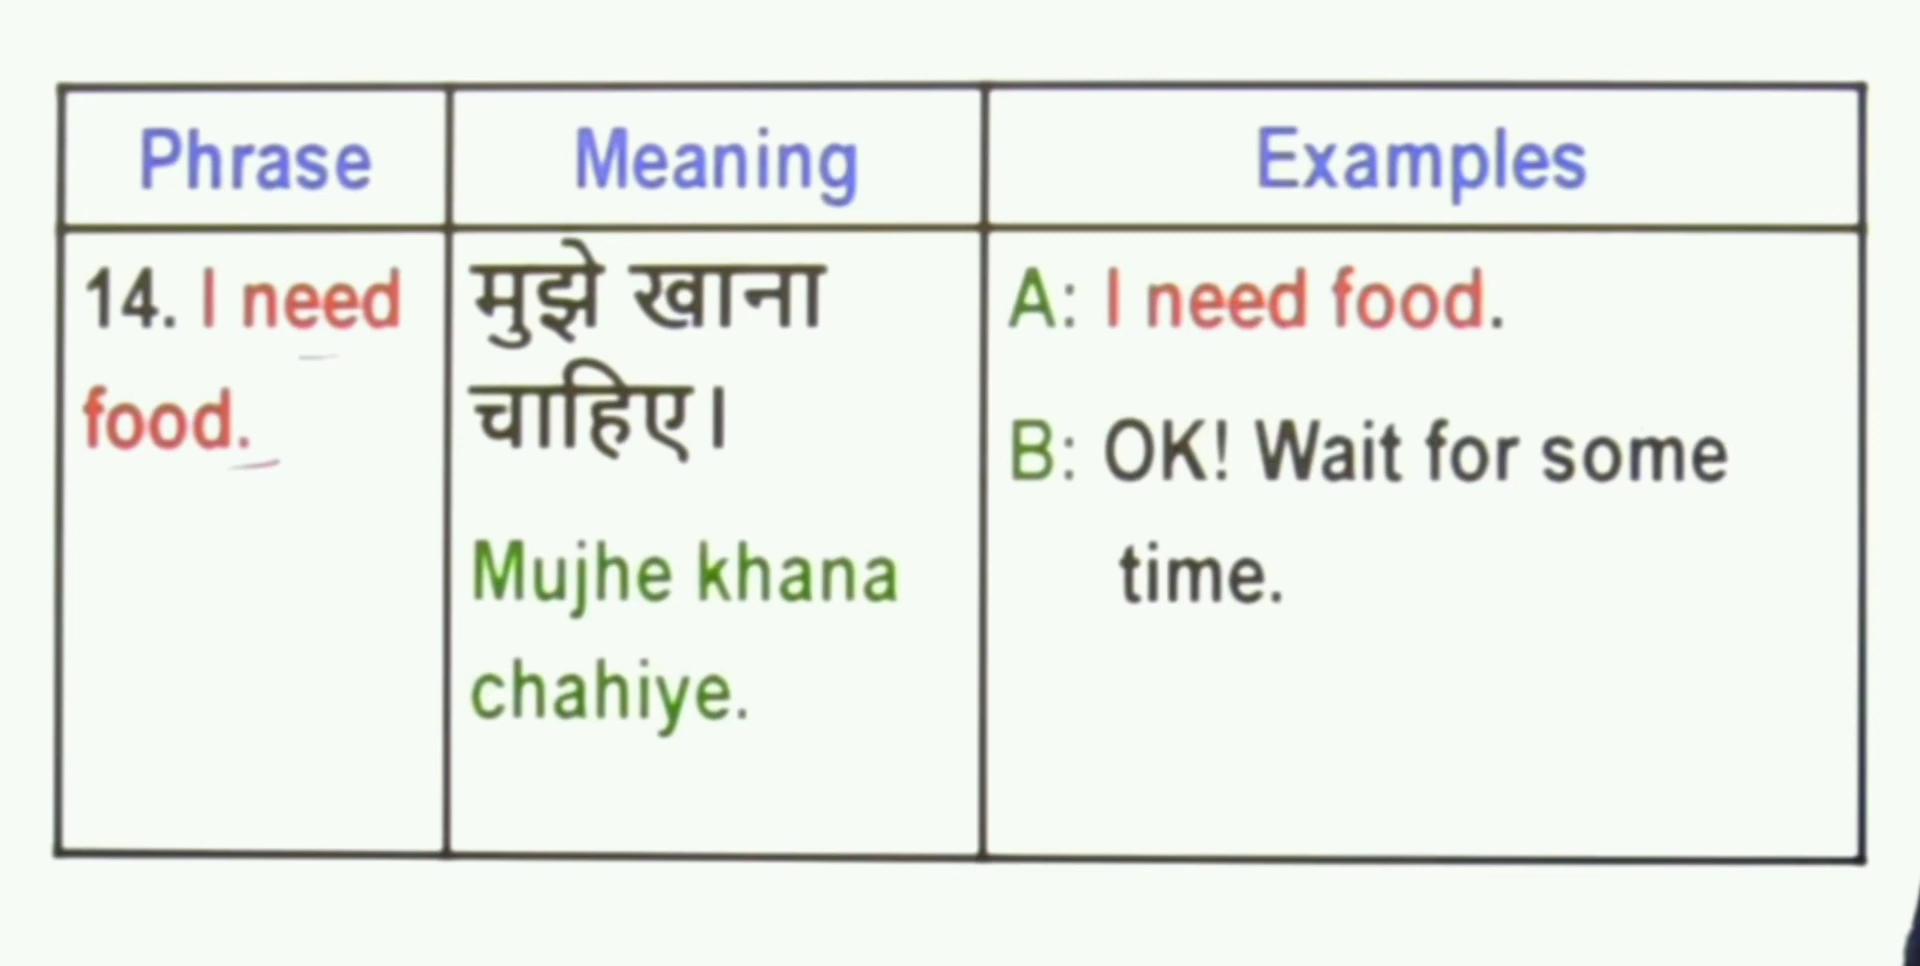 Phrase Meaning Examples
14. I need
food.
मुझे खाना
चाहिए।
Mujhe khana
chahiye.
A: I need food.
B: OK! Wait for some
time.